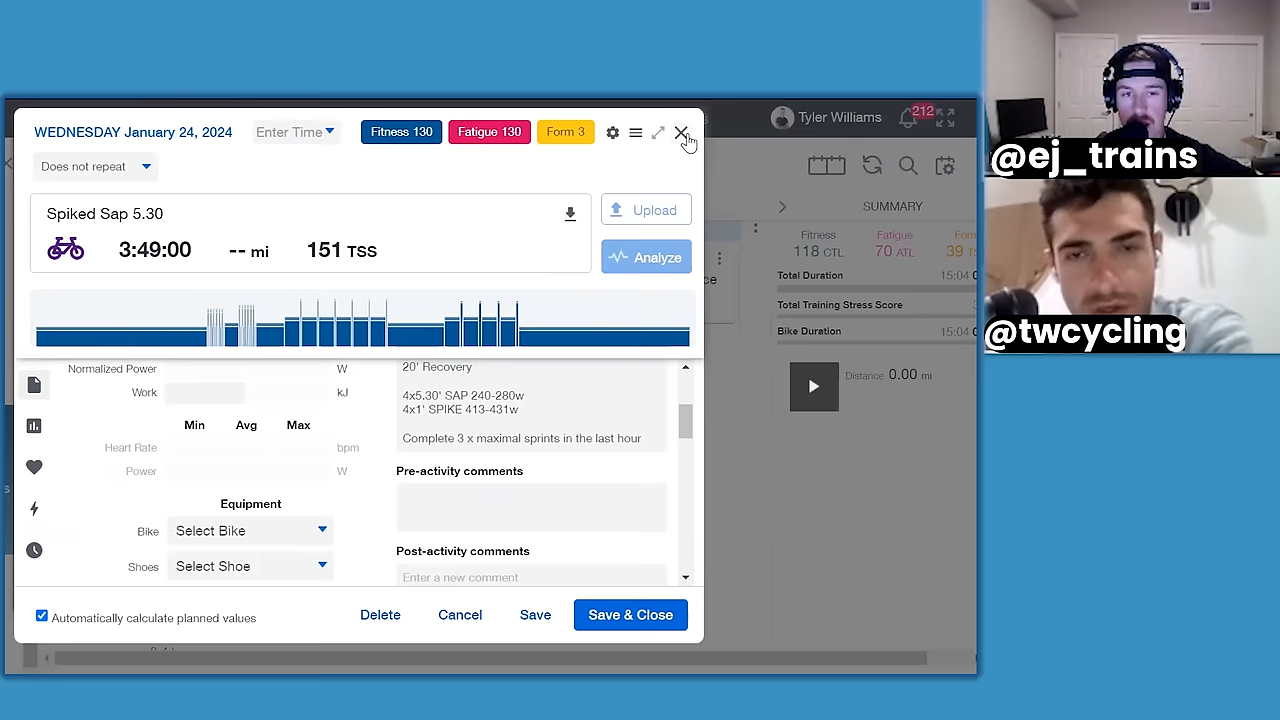 WEDNESDAY January 24, 2024
Enter Time
Fitness 130
Fatigue 130
Form 3
Does not repeat
Spiked Sap 5.30
3:49:00
-- mi
151 TSS
Upload
Analyze
Normalized Power
W
Work
kJ
Min
Avg
Max
Heart Rate
bpm
Power
W
Equipment
Bike
Select Bike
Shoes
Select Shoe
20' Recovery
4x5.30' SAP 240-280w
4x1' SPIKE 413-431w
Complete 3 x maximal sprints in the last hour
Pre-activity comments
Post-activity comments
Enter a new comment
Automatically calculate planned values
Delete
Cancel
Save
Save & Close
Tyler Williams
212
SUMMARY
Fitness
118 CTL
Fatigue
70 ATL
39
Total Duration
15:04
Total Training Stress Score
Bike Duration
15:04
Distance
0.00 mi
@ej_trains
@twcycling